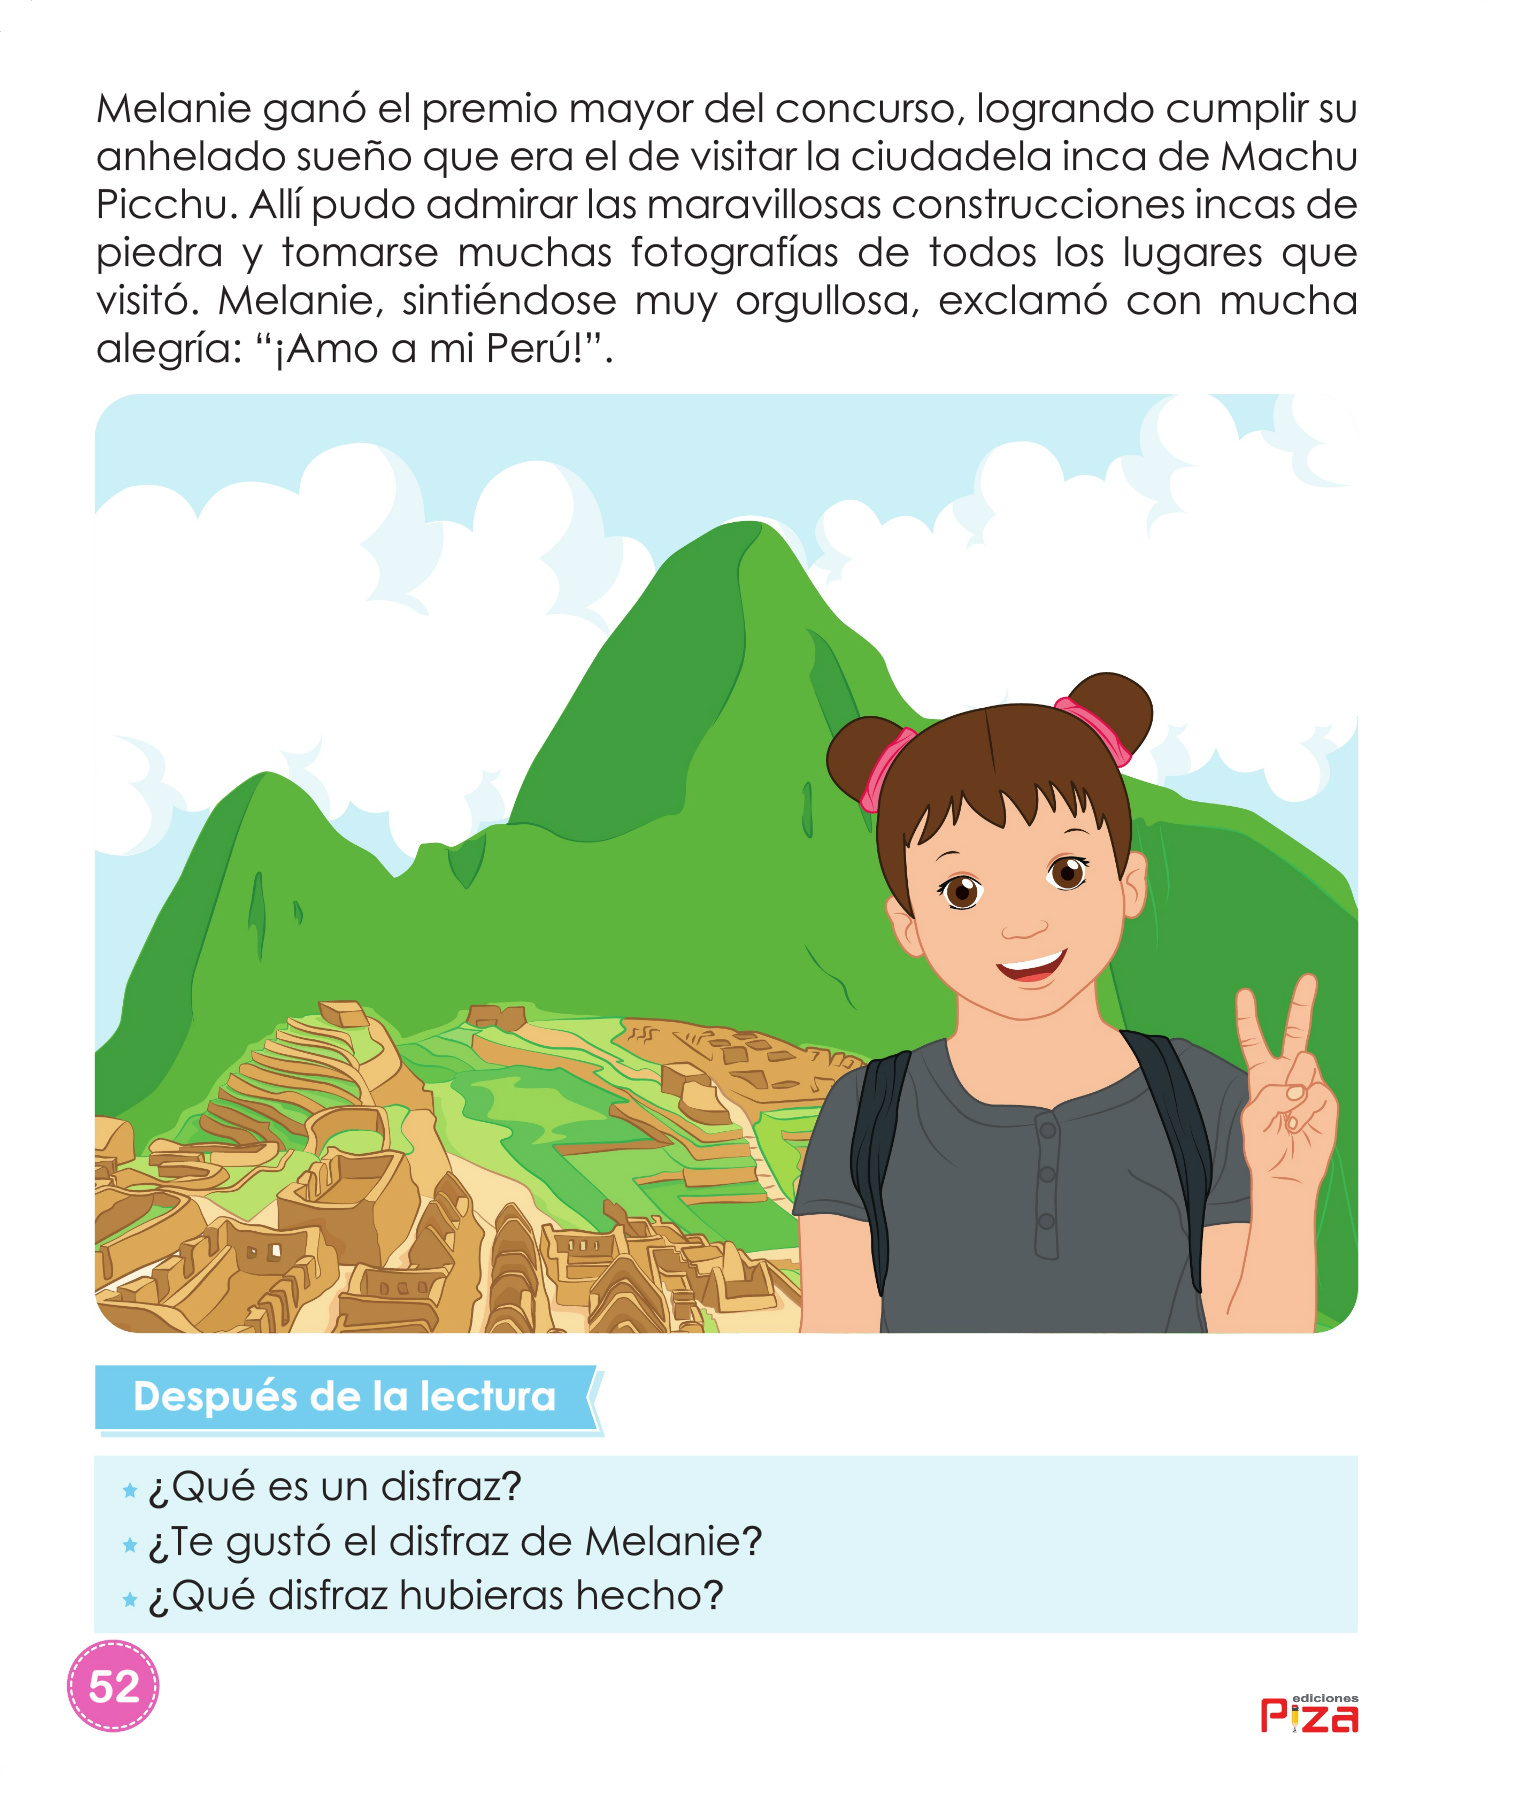 Melanie ganó el premio mayor del concurso, logrando cumplir su
anhelado sueño que era el de visitar la ciudadela inca de Machu
Picchu. Allí pudo admirar las maravillosas construcciones incas de
piedra y tomarse muchas fotografías de todos los lugares que
visitó. Melanie, sintiéndose muy orgullosa, exclamó con mucha
alegría: “¡Amo a mi Perú!”.
Después de la lectura
¿Qué es un disfraz?
¿Te gustó el disfraz de Melanie?
¿Qué disfraz hubieras hecho?
52
ediciones
Piza